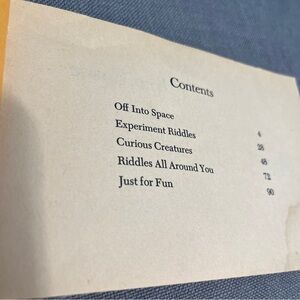 Contents
Off Into Space 4
Experiment Riddles 28
Curious Creatures 48
Riddles All Around You 72
Just for Fun 90